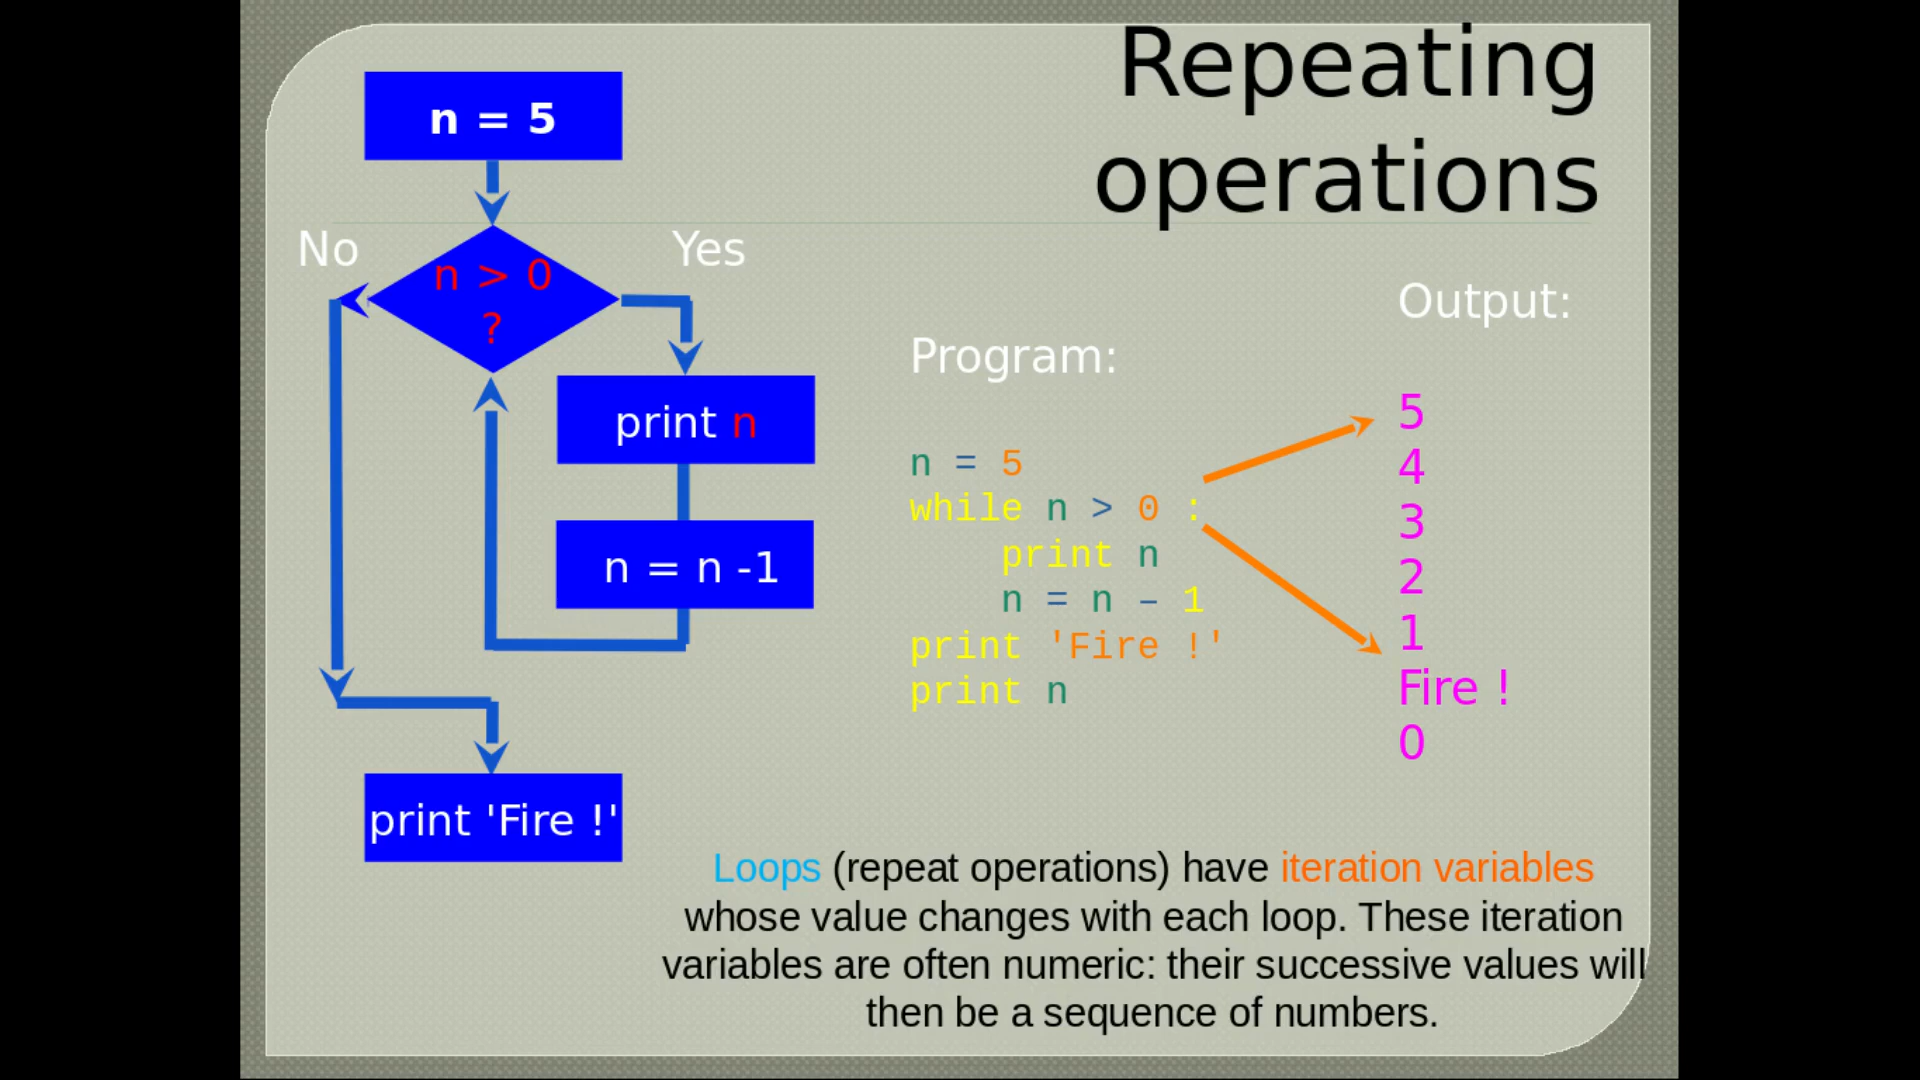 Repeating
operations
n = 5
No
Yes
n > 0
?
print n
n = n -1
print 'Fire !'
Program:
n = 5
while n > 0 :
print n
n = n – 1
print 'Fire !'
print n
Output:
5
4
3
2
1
Fire !
0
Loops (repeat operations) have iteration variables
whose value changes with each loop. These iteration
variables are often numeric: their successive values will
then be a sequence of numbers.